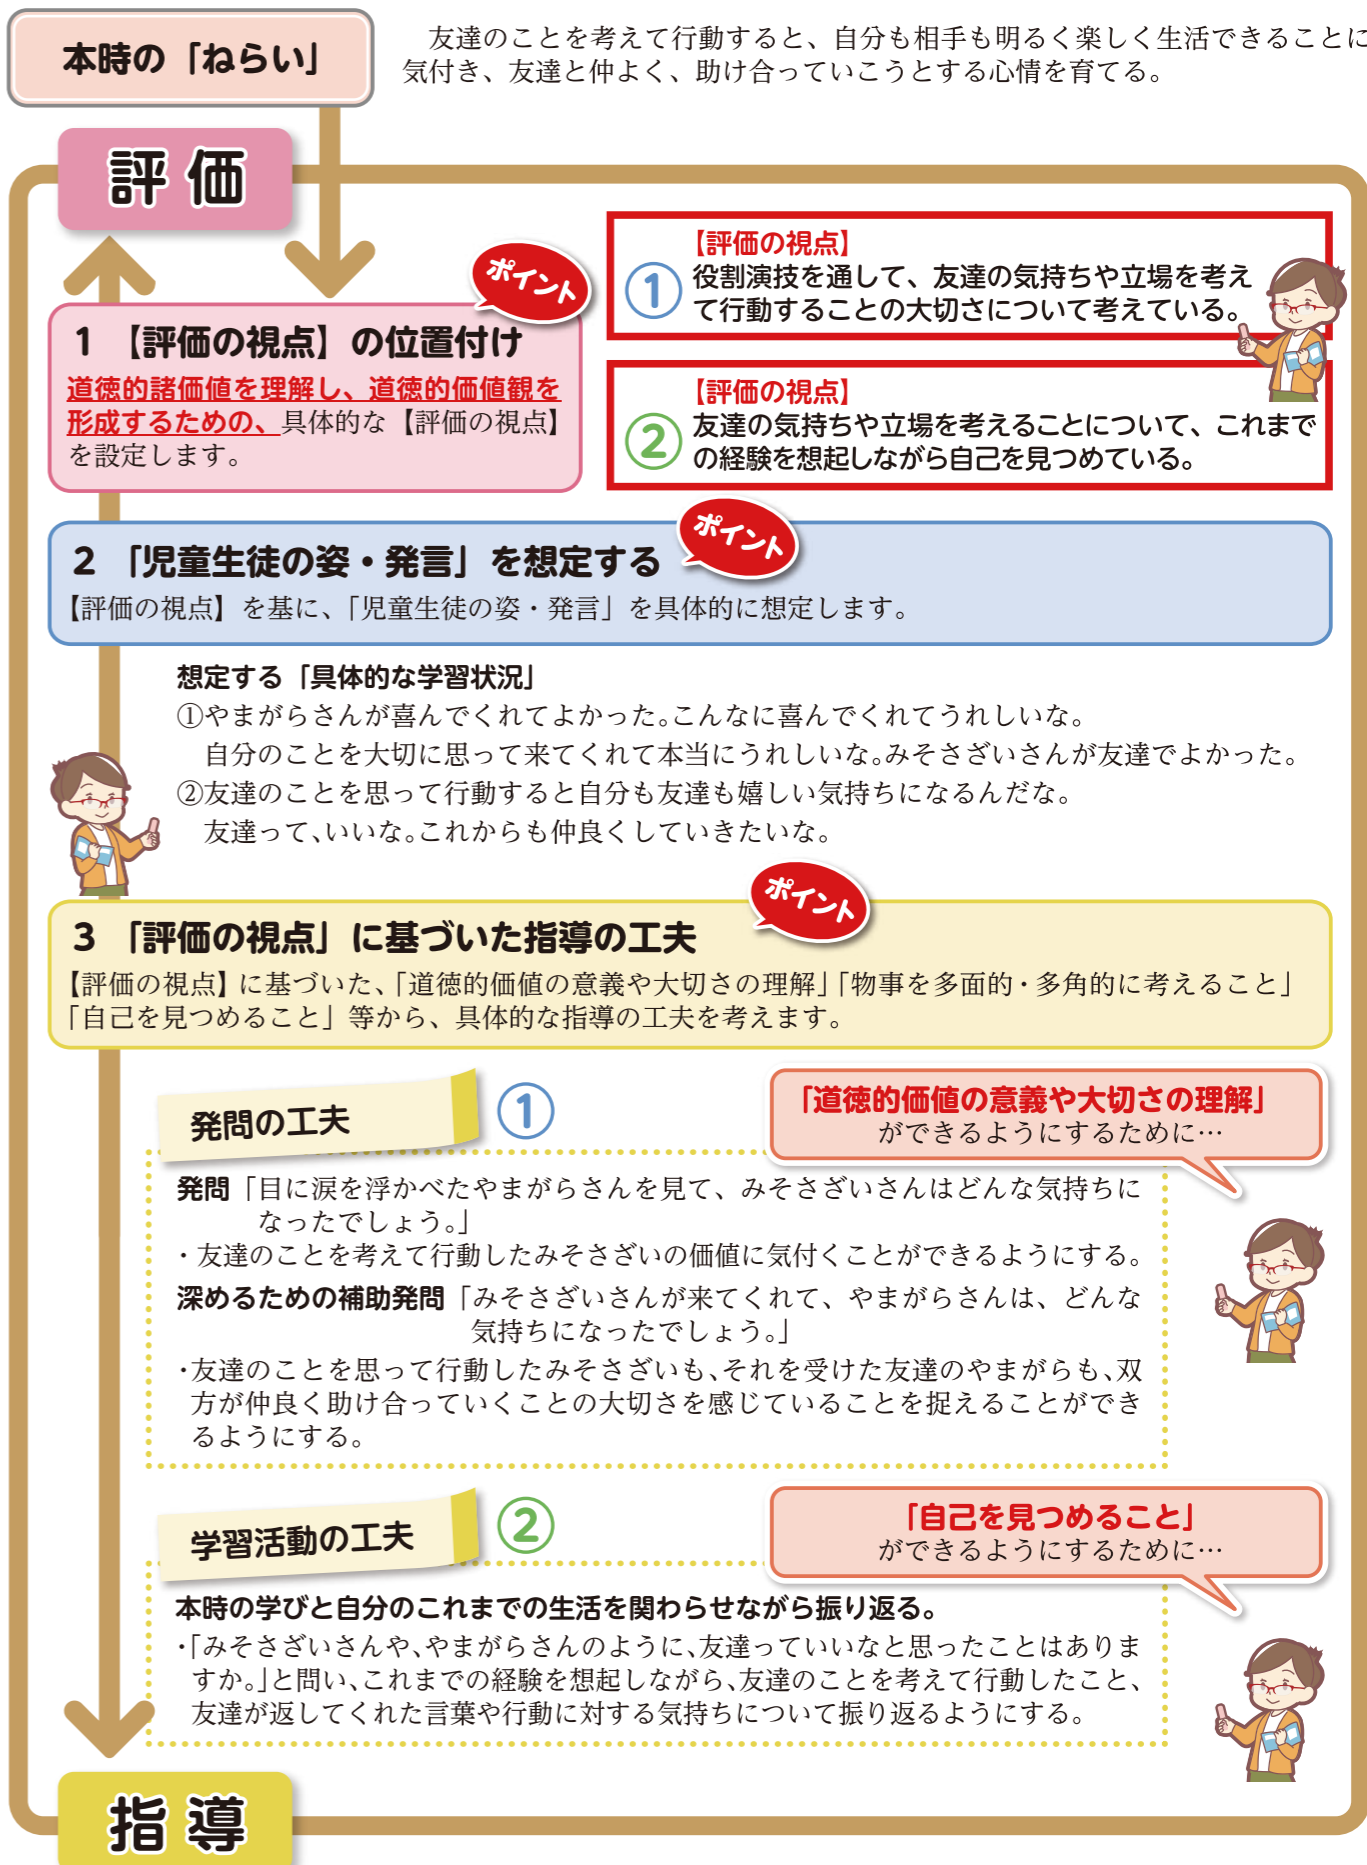 本時の「ねらい」
友達のことを考えて行動すると、自分も相手も明るく楽しく生活できることに
気付き、友達と仲よく、助け合っていこうとする心情を育てる。
評価
ポイント
1 【評価の視点】の位置付け
道徳的諸価値を理解し、道徳的価値観を
形成するための、具体的な【評価の視点】
を設定します。
【評価の視点】
① 役割演技を通して、友達の気持ちや立場を考え
て行動することの大切さについて考えている。
【評価の視点】
② 友達の気持ちや立場を考えることについて、これまで
の経験を想起しながら自己を見つめている。
ポイント
2 「児童生徒の姿・発言」を想定する
【評価の視点】を基に、「児童生徒の姿・発言」を具体的に想定します。
想定する「具体的な学習状況」
①やまがらさんが喜んでくれてよかった。こんなに喜んでくれてうれしいな。
自分のことを大切に思って来てくれて本当にうれしいな。みそさざいさんが友達でよかった。
②友達のことを思って行動すると自分も友達も嬉しい気持ちになるんだな。
友達って、いいな。これからも仲良くしていきたいな。
ポイント
3 「評価の視点」に基づいた指導の工夫
【評価の視点】に基づいた、「道徳的価値の意義や大切さの理解」「物事を多面的・多角的に考えること」
「自己を見つめること」等から、具体的な指導の工夫を考えます。
発問の工夫 ①
「道徳的価値の意義や大切さの理解」
ができるようにするために…
発問「目に涙を浮かべたやまがらさんを見て、みそさざいさんはどんな気持ちに
なったでしょう。」
・友達のことを考えて行動したみそさざいの価値に気付くことができるようにする。
深めるための補助発問「みそさざいさんが来てくれて、やまがらさんは、どんな
気持ちになったでしょう。」
・友達のことを思って行動したみそさざいも、それを受けた友達のやまがらも、双
方が仲良く助け合っていくことの大切さを感じていることを捉えることができ
るようにする。
学習活動の工夫 ②
「自己を見つめること」
ができるようにするために…
本時の学びと自分のこれまでの生活を関わらせながら振り返る。
・「みそさざいさんや、やまがらさんのように、友達っていいなと思ったことはありま
すか。」と問い、これまでの経験を想起しながら、友達のことを考えて行動したこと、
友達が返してくれた言葉や行動に対する気持ちについて振り返るようにする。
指導